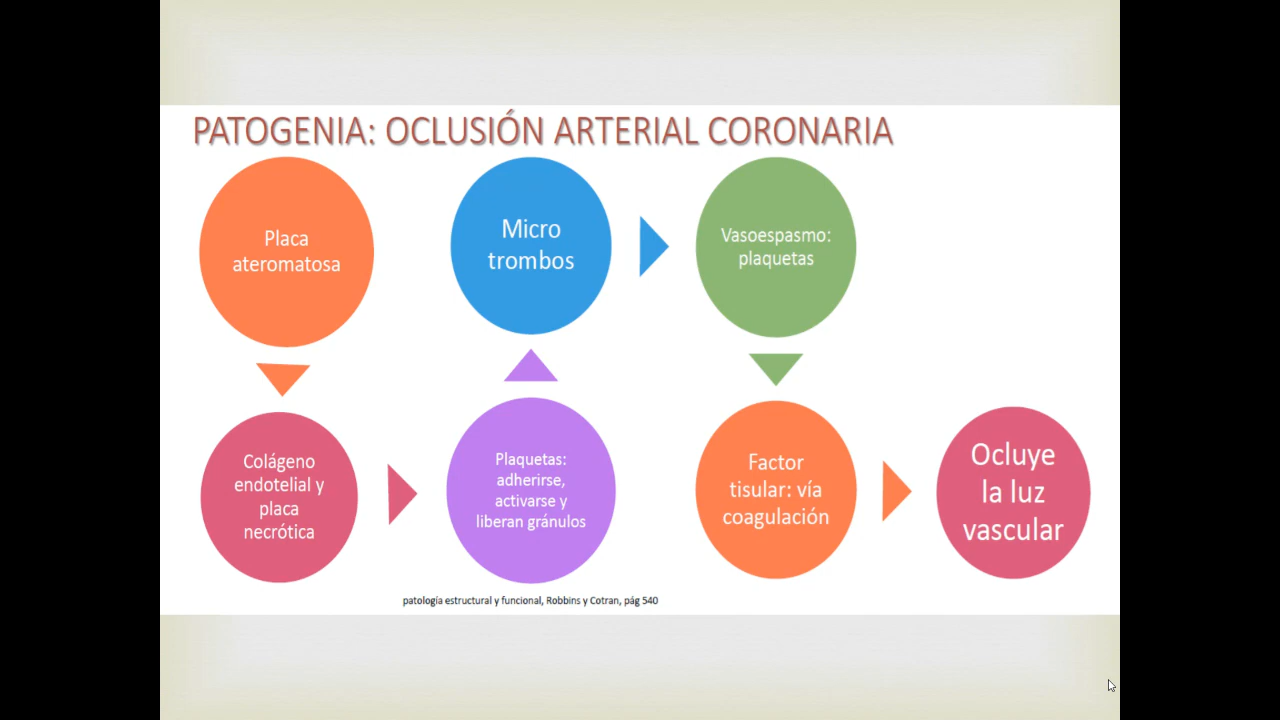 PATOGENIA: OCLUSIÓN ARTERIAL CORONARIA
Placa
ateromatosa
Colágeno
endotelial y
placa
necrótica
Plaquetas:
adherirse,
activarse y
liberan gránulos
Micro
trombos
Vasoespasmo:
plaquetas
Factor
tisular: vía
coagulación
Ocluye
la luz
vascular
patología estructural y funcional, Robbins y Cotran, pág 540